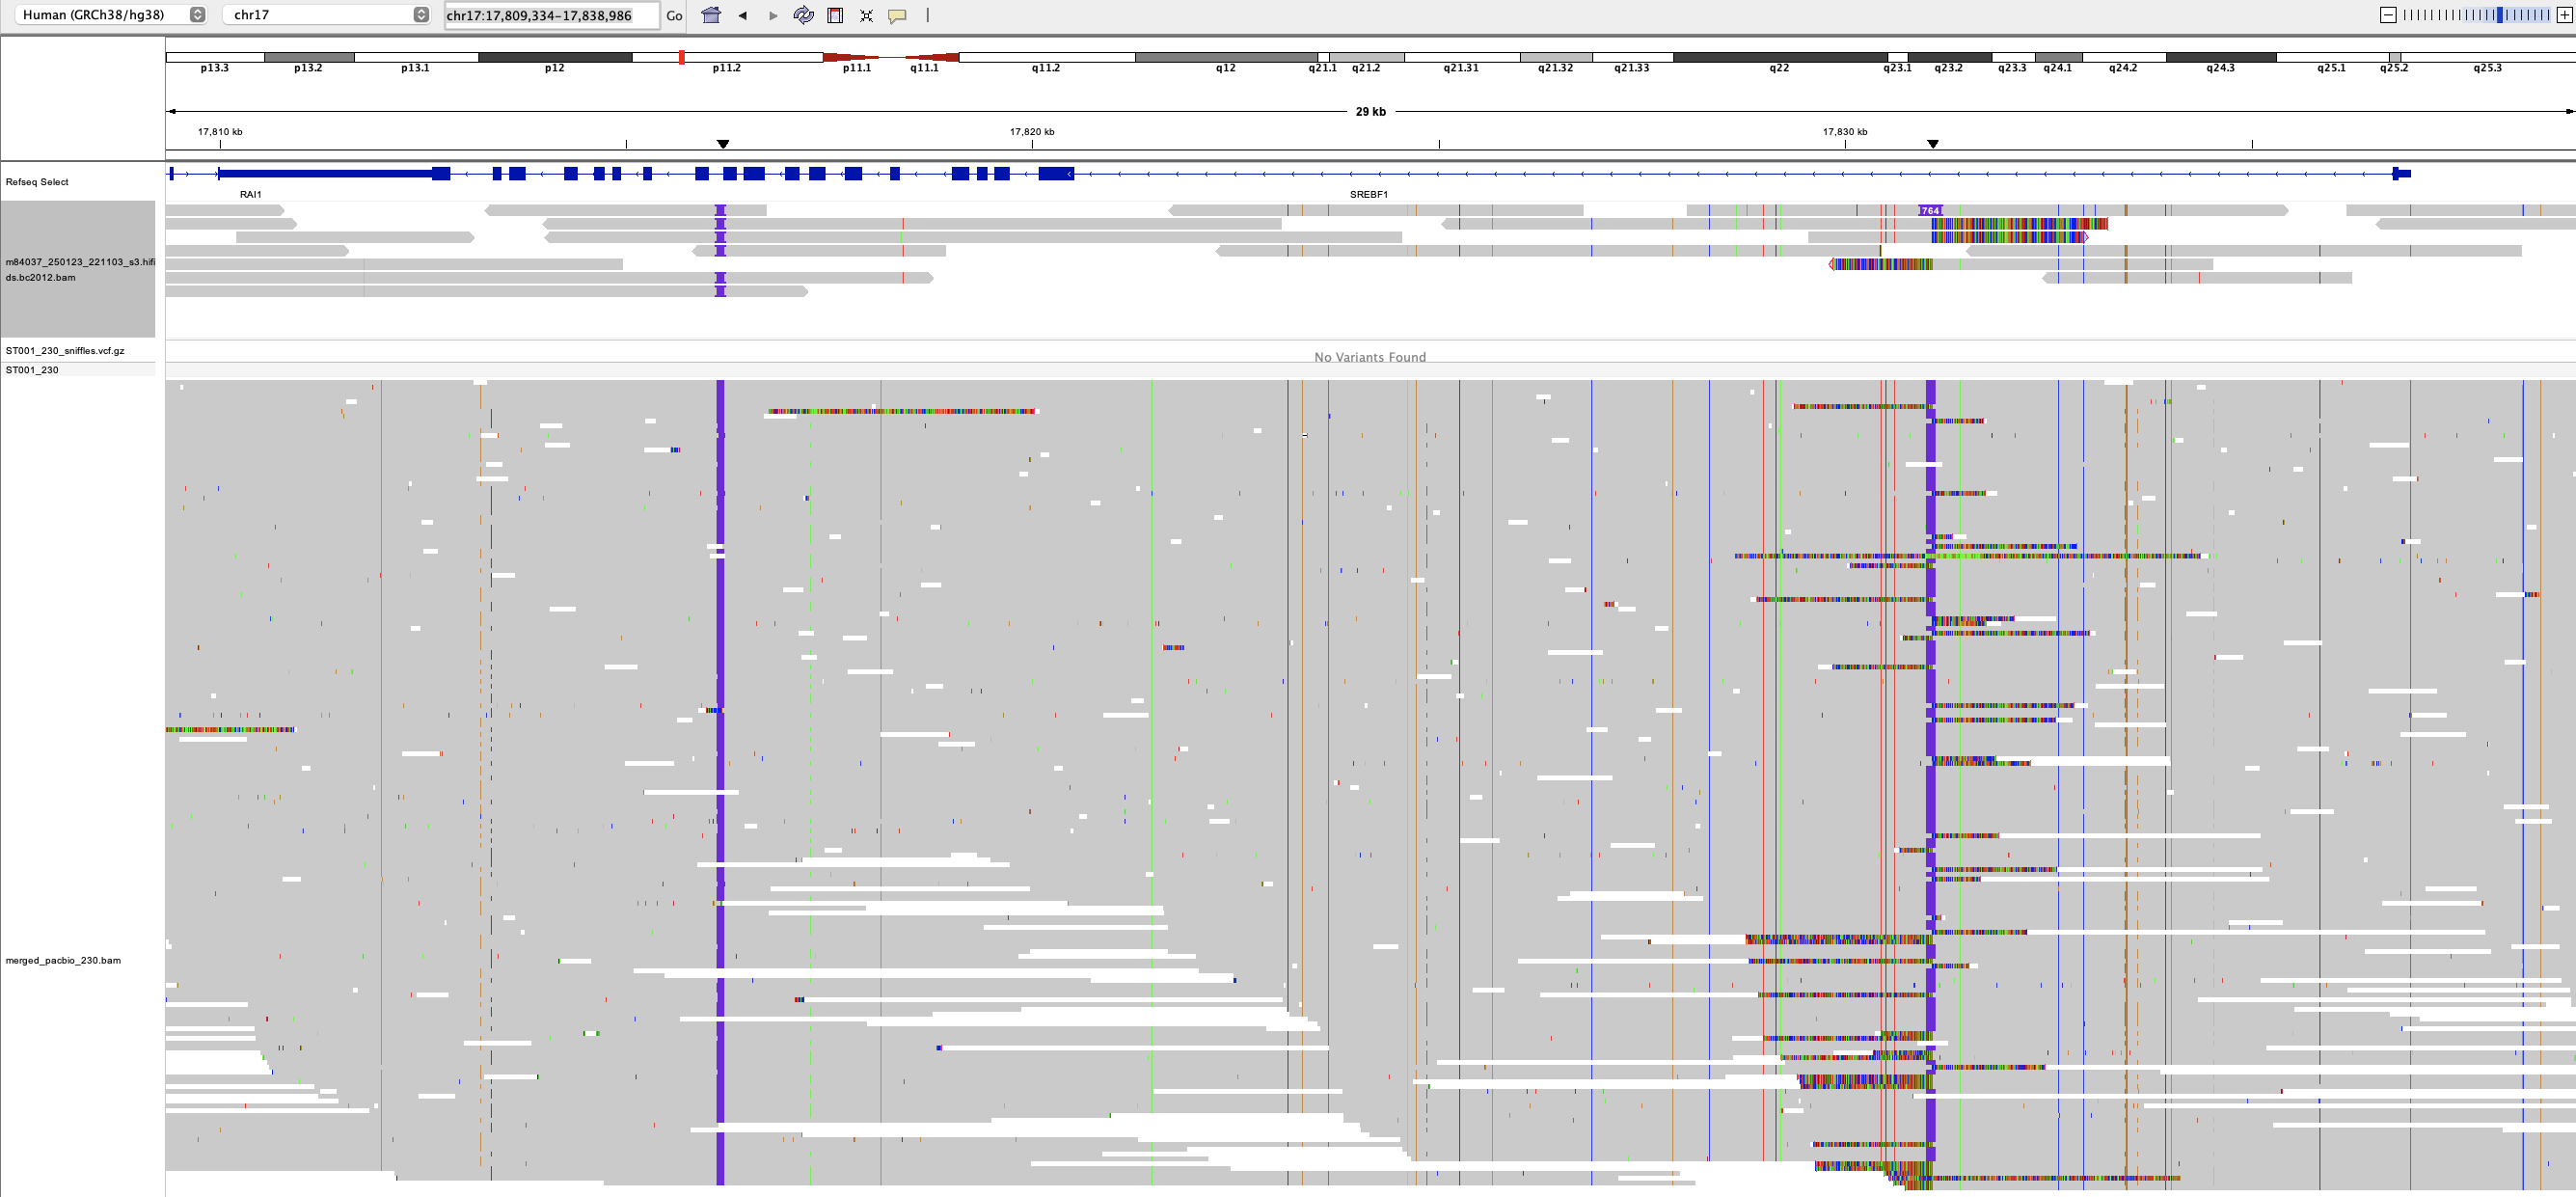 Human (GRCh38/hg38) chr17 chr17:17,809,334-17,838,986 Go
p13.3 p13.2 p13.1 p12 p11.2 p11.1 q11.1 q11.2 q12 q21.1 q21.2 q21.31 q21.32 q21.33 q22 q23.1 q23.2 q23.3 q24.1 q24.2 q24.3 q25.1 q25.2 q25.3
29 kb
17,810 kb 17,820 kb 17,830 kb
Refseq Select
RAI1 SREBF1
764
m84037_250123_221103_s3.hifi
ds.bc2012.bam
ST001_230_sniffles.vcf.gz
No Variants Found
ST001_230
merged_pacbio_230.bam